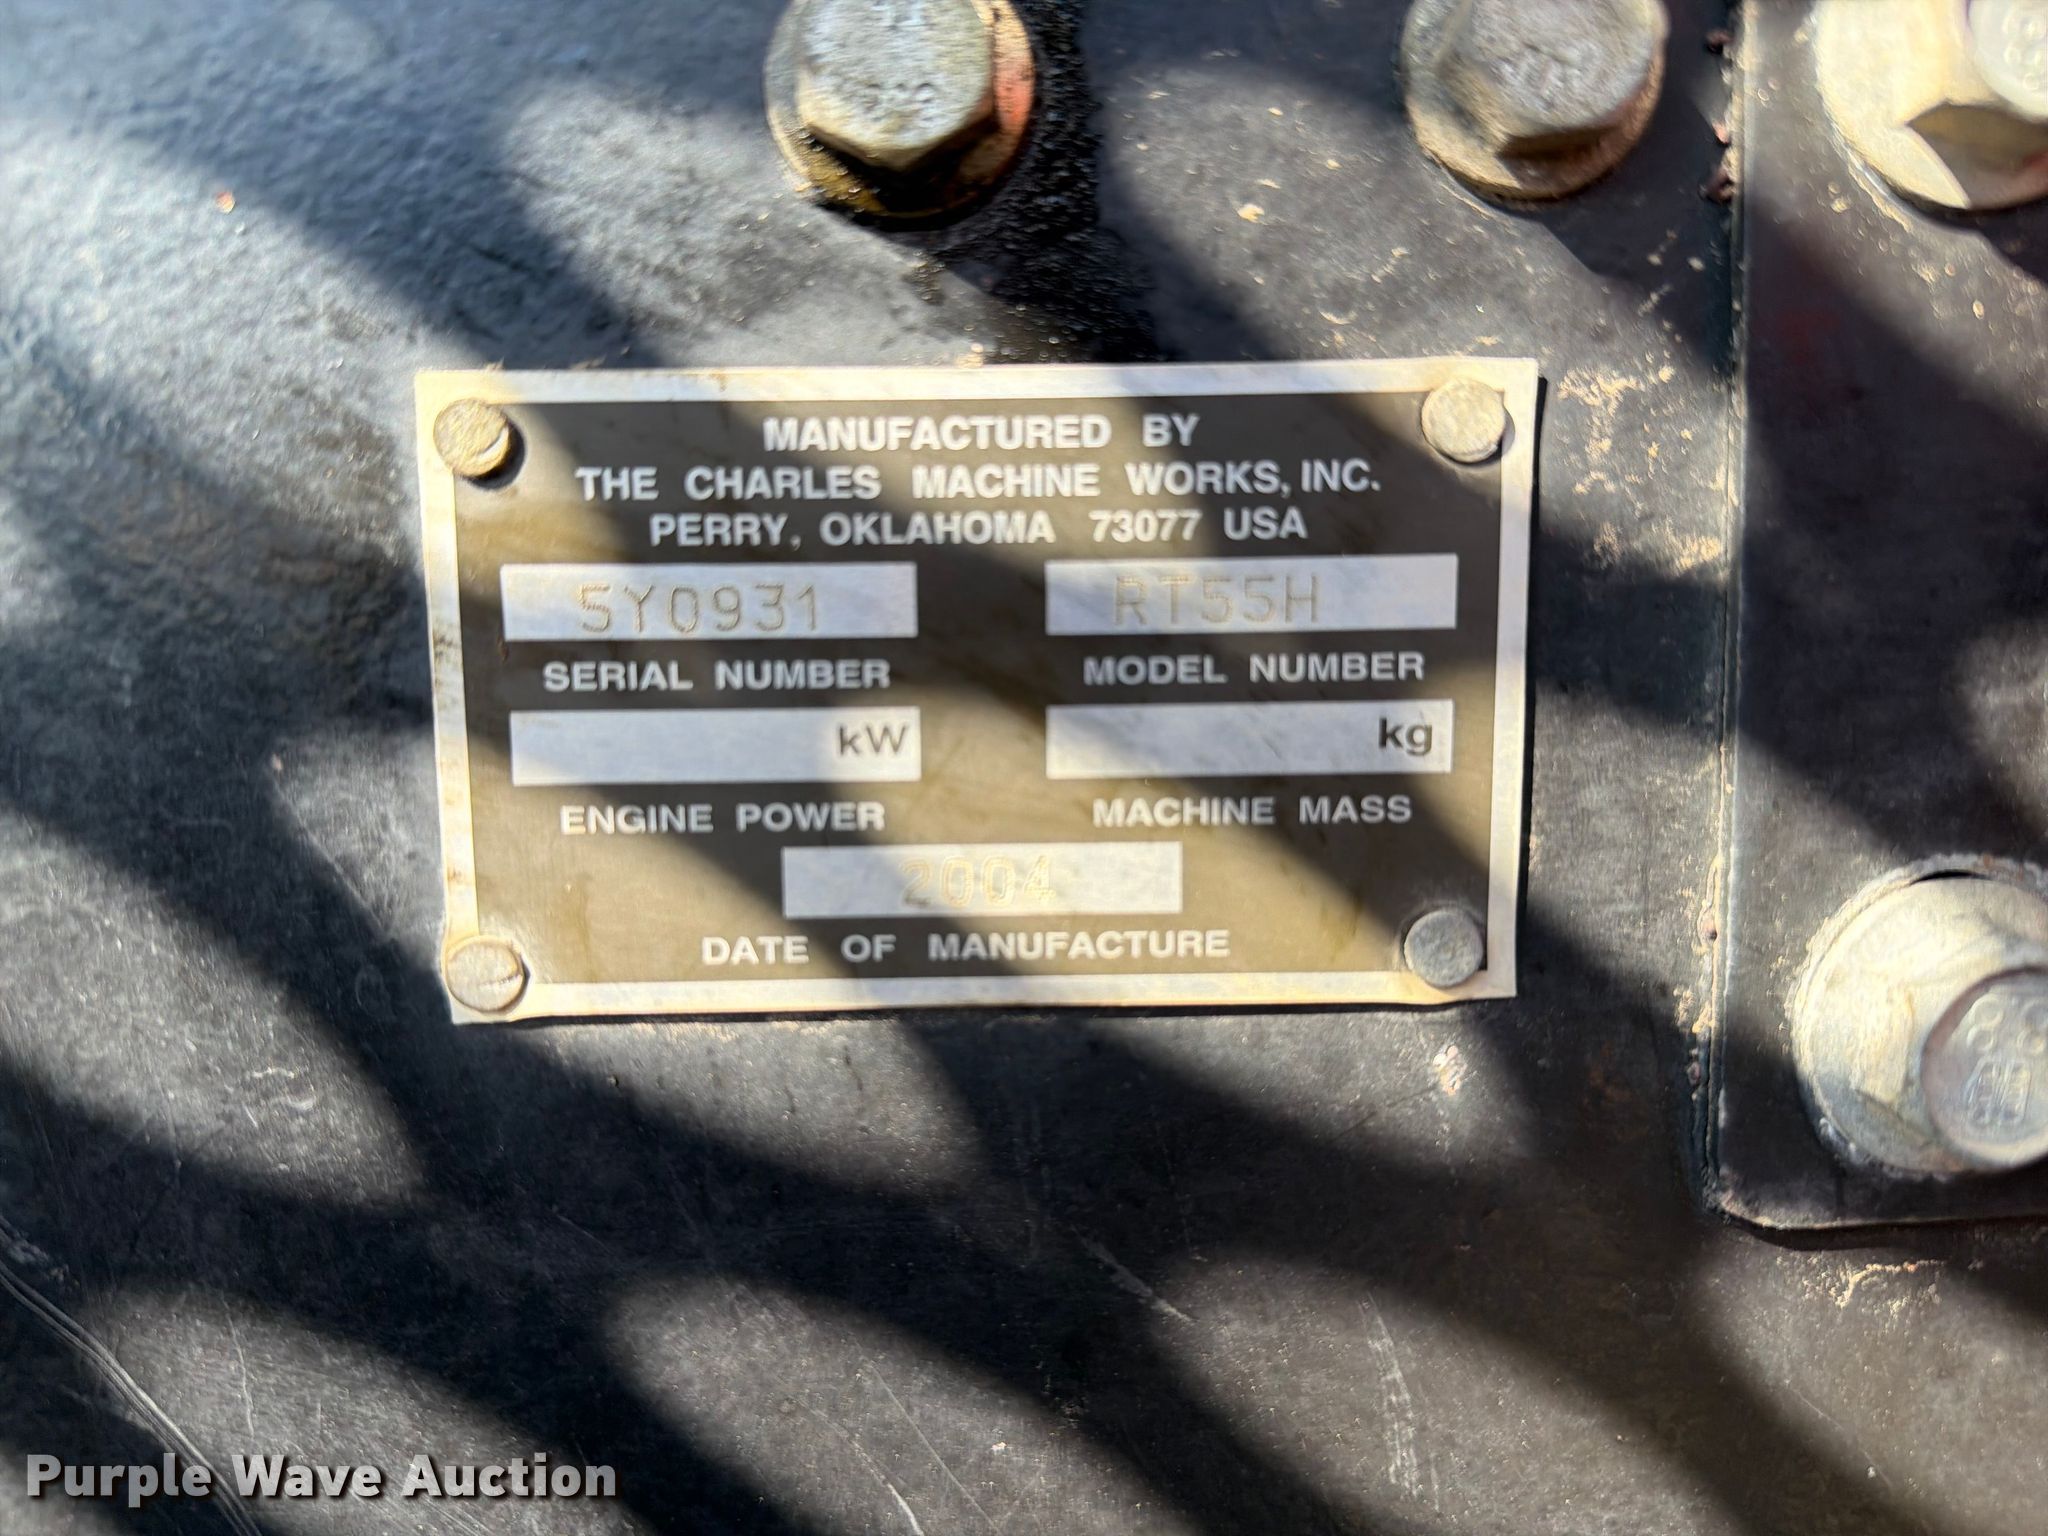 MANUFACTURED BY
THE CHARLES MACHINE WORKS, INC.
PERRY, OKLAHOMA 73077 USA
5Y0931 RT55H
SERIAL NUMBER MODEL NUMBER
kW kg
ENGINE POWER MACHINE MASS
2004
DATE OF MANUFACTURE
Purple Wave Auction